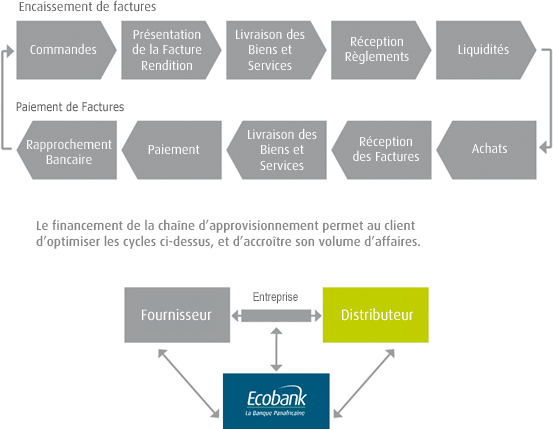 Encaissement de factures
Commandes
Présentation
de la Facture
Rendition
Livraison des
Biens et
Services
Réception
Règlements
Liquidités
Paiement de Factures
Rapprochement
Bancaire
Paiement
Livraison des
Biens et
Services
Réception
des Factures
Achats
Le financement de la chaîne d'approvisionnement permet au client
d'optimiser les cycles ci-dessus, et d'accroître son volume d'affaires.
Fournisseur
Entreprise
Distributeur
Ecobank
La Banque Panafricaine